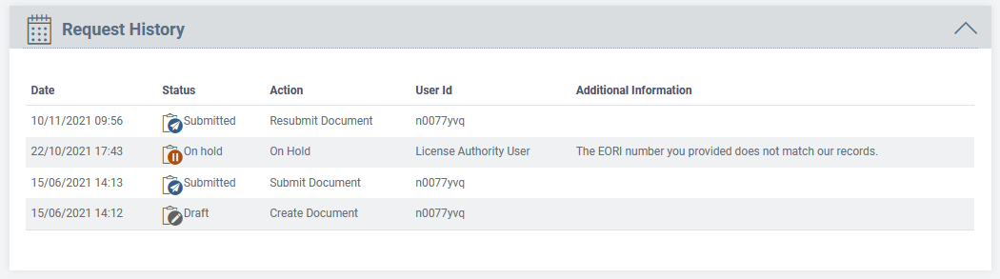 Request History
Date Status Action User Id Additional Information
10/11/2021 09:56 Submitted Resubmit Document n0077yvq
22/10/2021 17:43 On hold On Hold License Authority User The EORI number you provided does not match our records.
15/06/2021 14:13 Submitted Submit Document n0077yvq
15/06/2021 14:12 Draft Create Document n0077yvq